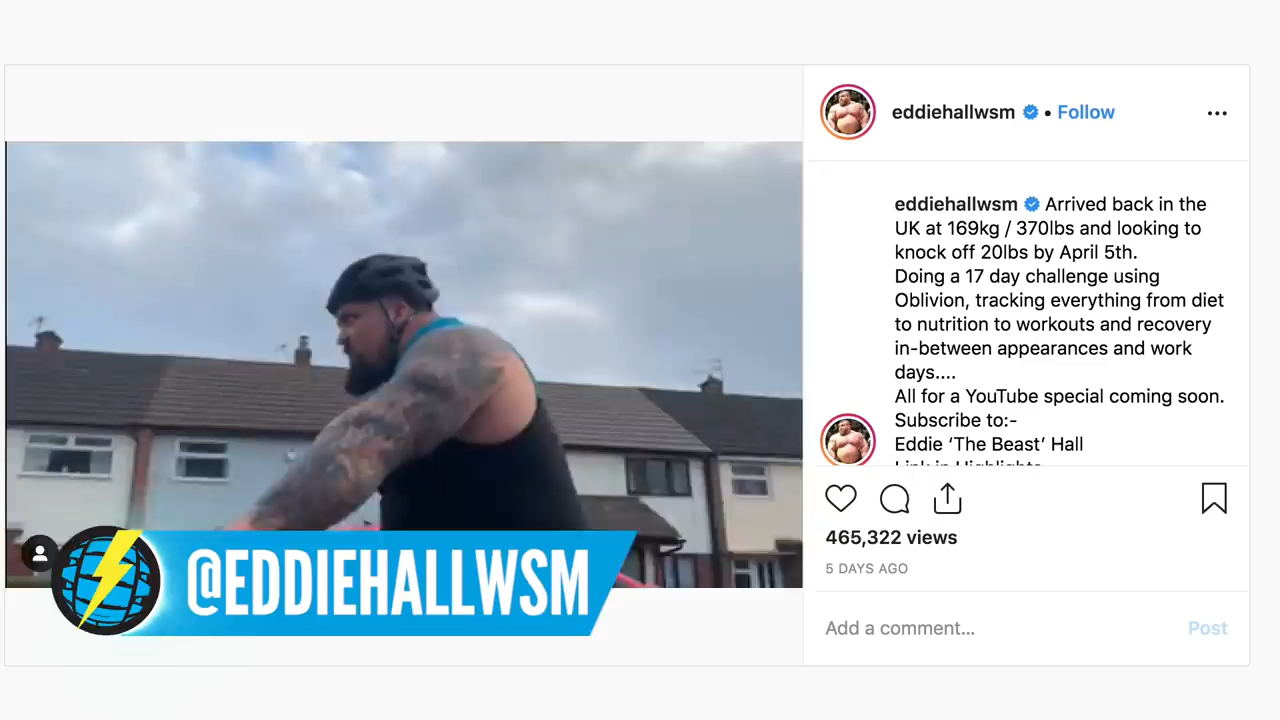 eddiehallwsm • Follow
eddiehallwsm Arrived back in the
UK at 169kg / 370lbs and looking to
knock off 20lbs by April 5th.
Doing a 17 day challenge using
Oblivion, tracking everything from diet
to nutrition to workouts and recovery
in-between appearances and work
days....
All for a YouTube special coming soon.
Subscribe to:-
Eddie ‘The Beast’ Hall
Link in Highlights
465,322 views
5 DAYS AGO
Add a comment... Post
@EDDIEHALLWSM